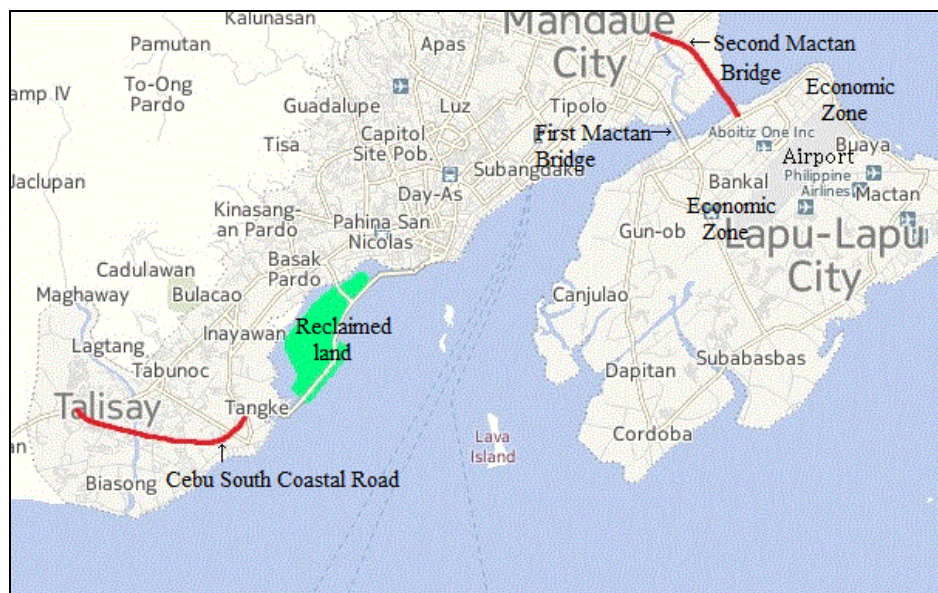 Kalunasan
Mandaue
City
← Second Mactan
Bridge
Pamutan
Apas
amp IV
To-Ong
Pardo
Economic
Zone
Guadalupe
Luz
Tipolo
First Mactan→
Bridge
Capitol
Site Pob.
Aboitiz One Inc
Tisa
Buaya
Jaclupan
Subangdaku
Airport
Philippine
Airlines
Day-As
Bankal
Mactan
Kinasang-
an Pardo
Pahina San
Nicolas
Economic
Zone
Gun-ob
Lapu-Lapu
City
Basak
Pardo
Cadulawan
Maghaway
Bulacao
Canjulao
Inayawan
Reclaimed
land
Lagtang
Tabunoc
Subabasbas
Dapitan
Talisay
Tangke
Cordoba
Lava
Island
an
↑
Cebu South Coastal Road
Biasong